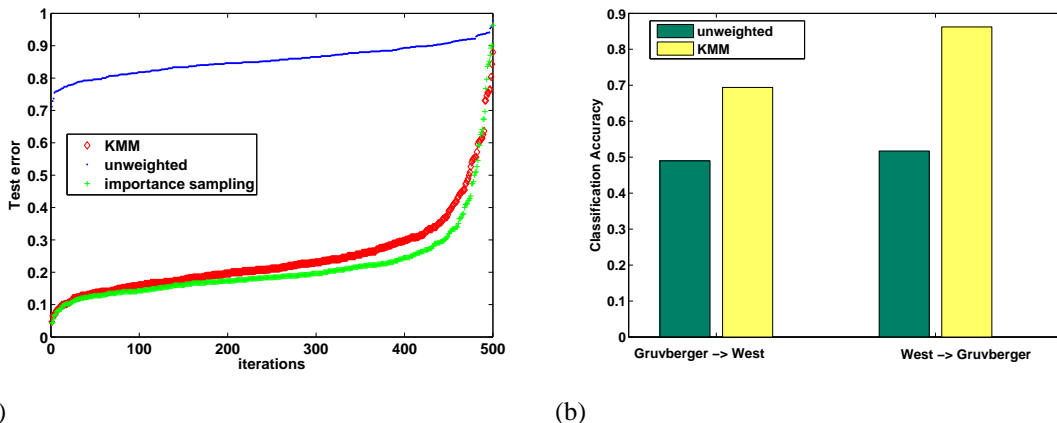 1
0.9
0.8
0.7
0.6
0.5
0.4
0.3
0.2
0.1
0
Test error
KMM
unweighted
importance sampling
0 100 200 300 400 500
iterations
0.9
0.8
0.7
0.6
0.5
0.4
0.3
0.2
0.1
0
Classification Accuracy
unweighted
KMM
Gruvberger −> West West −> Gruvberger
) (b)